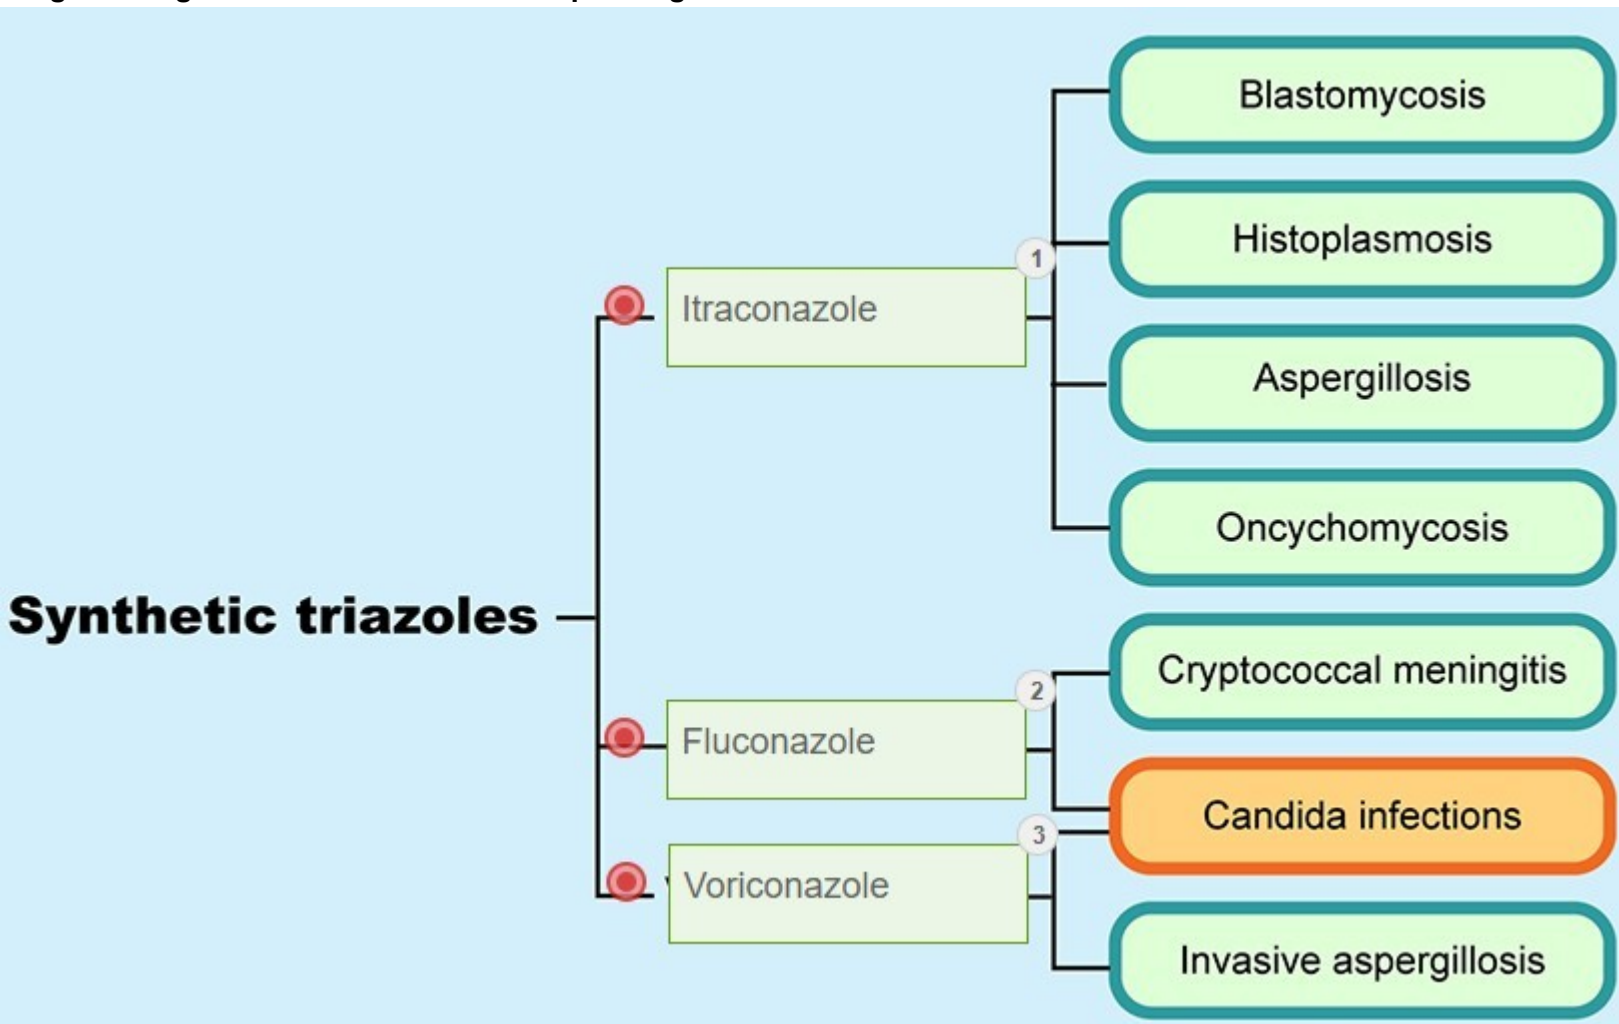 Synthetic triazoles
1
Itraconazole
Blastomycosis
Histoplasmosis
Aspergillosis
Oncychomycosis
2
Fluconazole
Cryptococcal meningitis
Candida infections
3
Voriconazole
Invasive aspergillosis